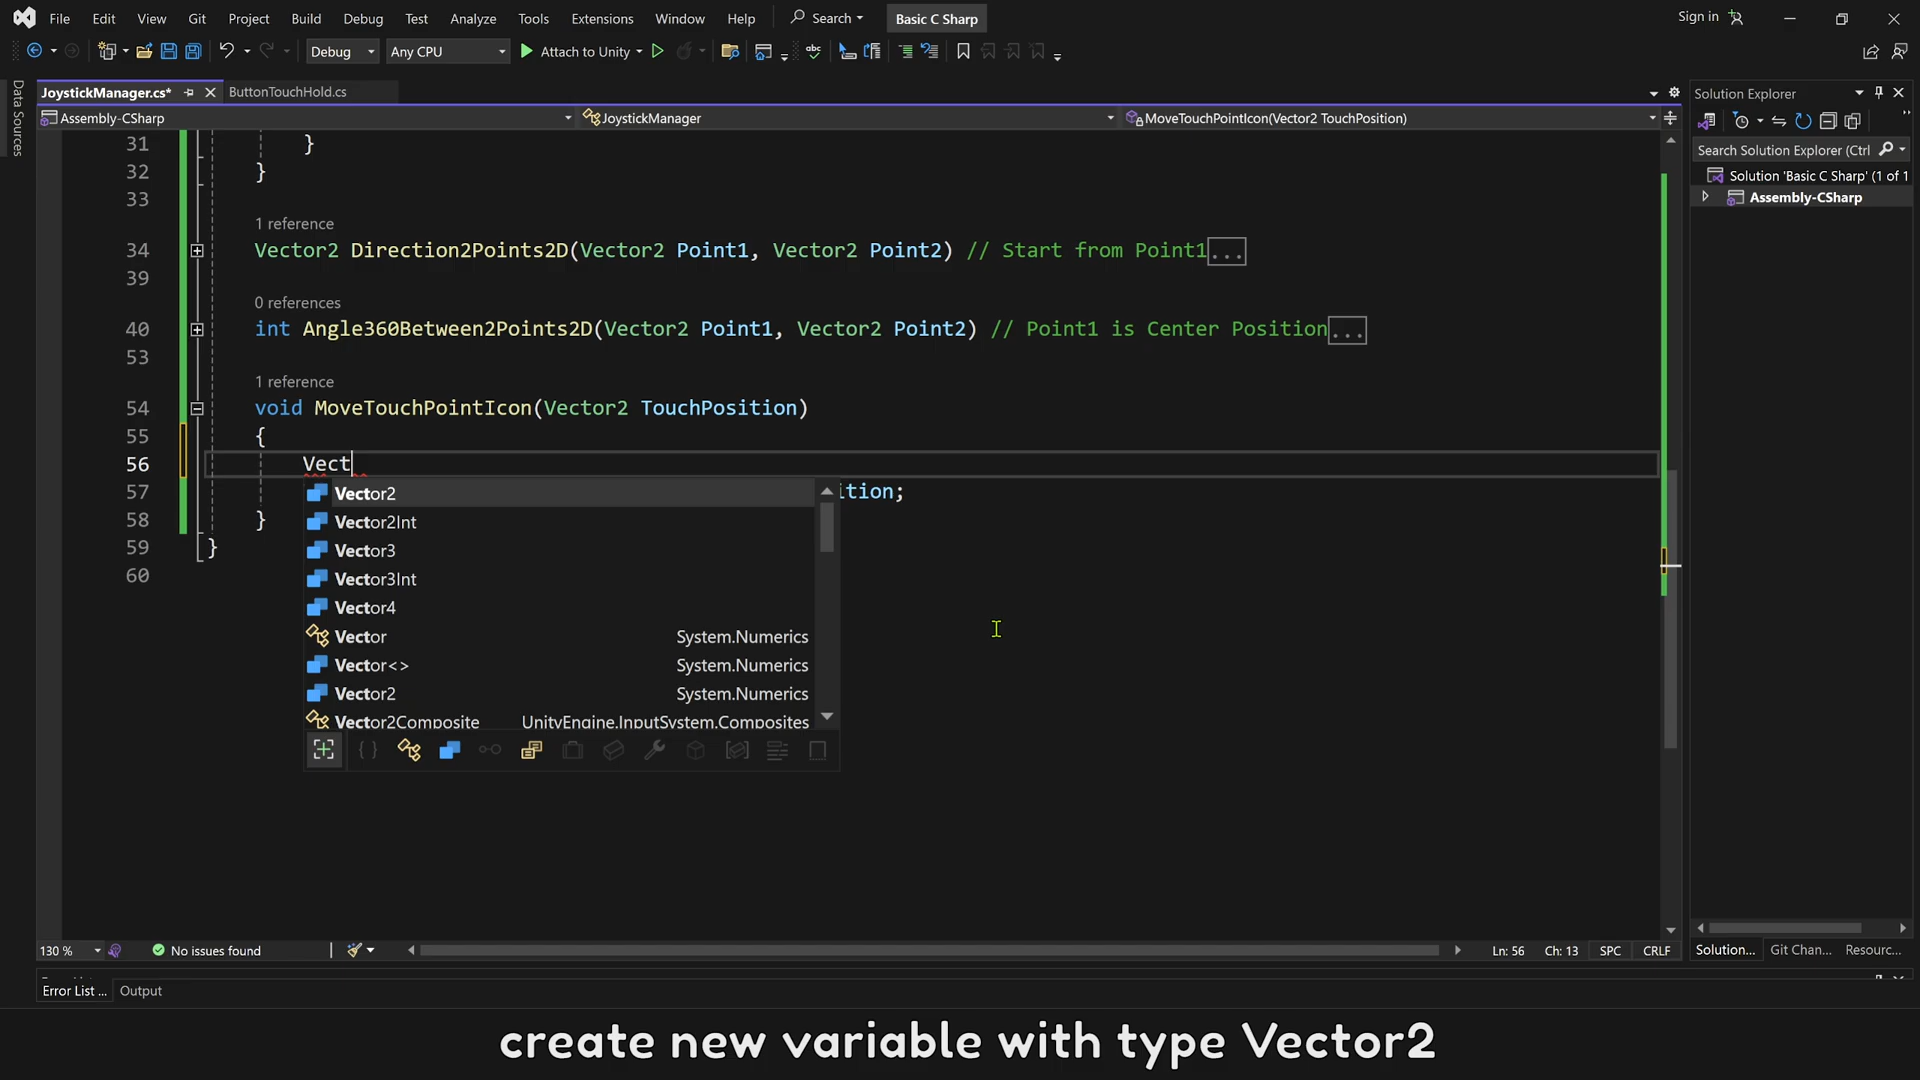 File Edit View Git Project Build Debug Test Analyze Tools Extensions Window Help Search Basic C Sharp Sign in
Debug Any CPU Attach to Unity
Data Sources
JoystickManager.cs* ButtonTouchHold.cs
Assembly-CSharp JoystickManager MoveTouchPointIcon(Vector2 TouchPosition)
31 }
32 }
33
1 reference
34 Vector2 Direction2Points2D(Vector2 Point1, Vector2 Point2) // Start from Point1...
39
0 references
40 int Angle360Between2Points2D(Vector2 Point1, Vector2 Point2) // Point1 is Center Position...
53
1 reference
54 void MoveTouchPointIcon(Vector2 TouchPosition)
55 {
56 Vect
57 ition;
58 }
59 }
60
Vector2
Vector2Int
Vector3
Vector3Int
Vector4
Vector System.Numerics
Vector<> System.Numerics
Vector2 System.Numerics
Vector2Composite UnityEngine.InputSystem.Composites
Solution Explorer
Search Solution Explorer (Ctrl
Solution 'Basic C Sharp' (1 of 1
Assembly-CSharp
130 % No issues found Ln: 56 Ch: 13 SPC CRLF
Solution... Git Chan... Resourc...
Error List ... Output
create new variable with type Vector2